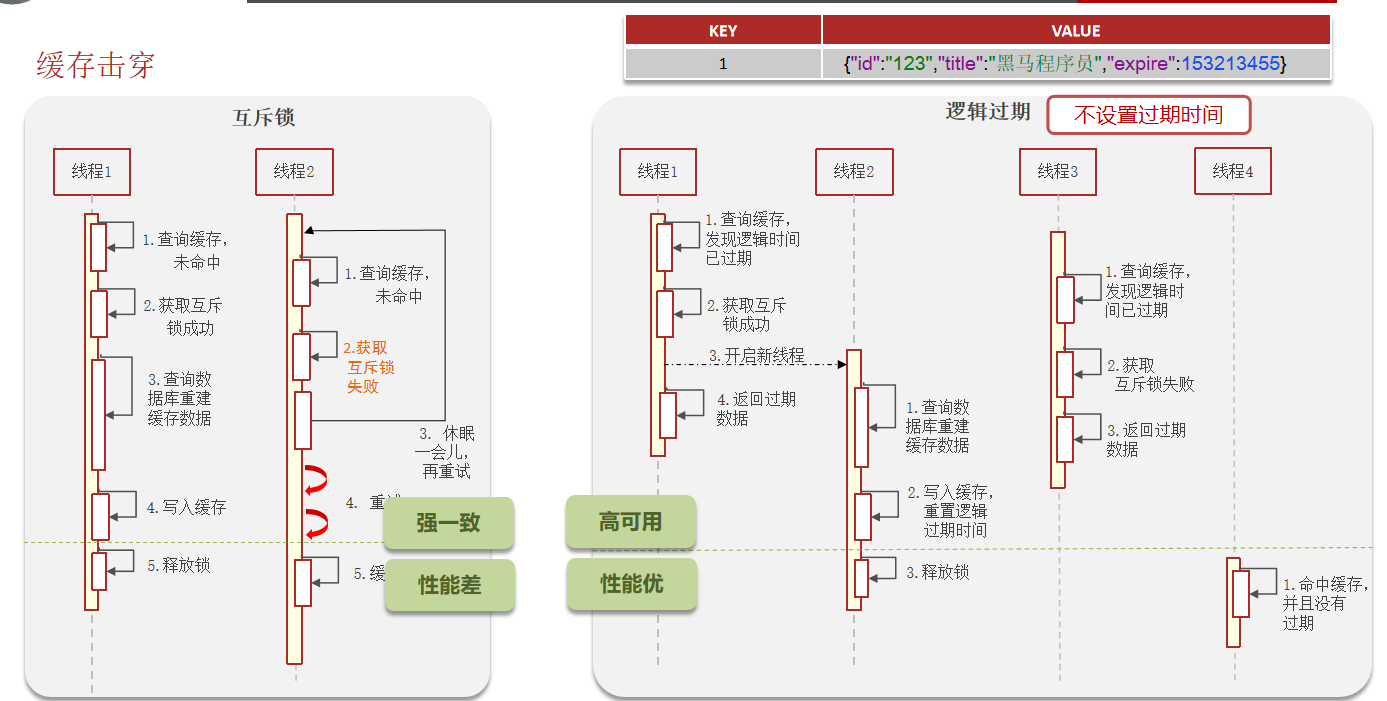 缓存击穿
KEY
VALUE
1
{"id":"123","title":"黑马程序员","expire":153213455}
互斥锁
线程1
线程2
1.查询缓存，
未命中
2.获取互斥
锁成功
3.查询数
据库重建
缓存数据
4.写入缓存
5.释放锁
1.查询缓存，
未命中
2.获取
互斥锁
失败
3. 休眠
一会儿，
再重试
4. 重
5.缓
强一致
性能差
逻辑过期
不设置过期时间
线程1
线程2
线程3
线程4
1.查询缓存，
发现逻辑时间
已过期
2.获取互斥
锁成功
3.开启新线程
4.返回过期
数据
1.查询数
据库重建
缓存数据
2.写入缓存，
重置逻辑
过期时间
3.释放锁
1.查询缓存，
发现逻辑时
间已过期
2.获取
互斥锁失败
3.返回过期
数据
1.命中缓存，
并且没有
过期
高可用
性能优